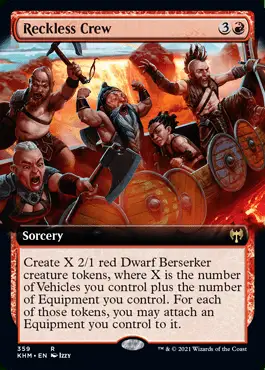 Reckless Crew 3
Sorcery
Create X 2/1 red Dwarf Berserker
creature tokens, where X is the number
of Vehicles you control plus the number
of Equipment you control. For each
of those tokens, you may attach an
Equipment you control to it.
359 R
KHM • EN Izzy
™ & © 2021 Wizards of the Coast